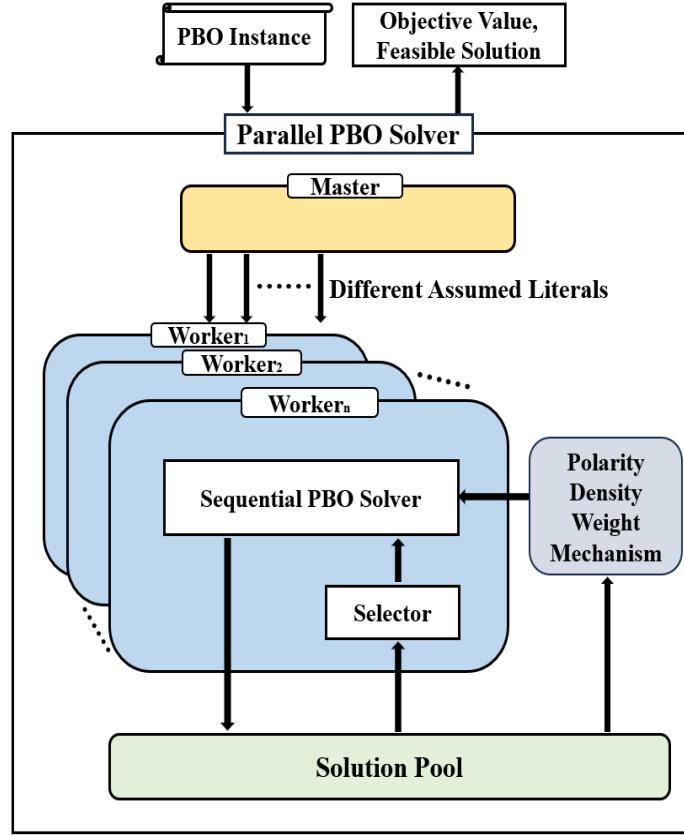 PBO Instance
Objective Value,
Feasible Solution
Parallel PBO Solver
Master
Different Assumed Literals
Worker₁
Worker₂
Workerₙ
Sequential PBO Solver
Polarity
Density
Weight
Mechanism
Selector
Solution Pool